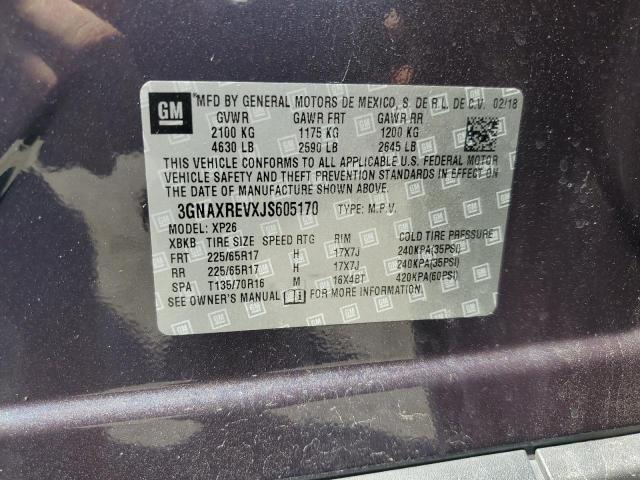 GM *MFD BY GENERAL MOTORS DE MEXICO, S. DE R.L. DE C.V. 02/18
GVWR GAWR FRT GAWR RR
2100 KG 1175 KG 1200 KG
4630 LB 2590 LB 2645 LB
THIS VEHICLE CONFORMS TO ALL APPLICABLE U.S. FEDERAL MOTOR
VEHICLE SAFETY AND THEFT PREVENTION STANDARDS IN EFFECT
ON THE DATE OF MANUFACTURE SHOWN ABOVE.
3GNAXREVXJS605170 TYPE: M.P.V.
MODEL: XP26
XBKB TIRE SIZE SPEED RTG RIM COLD TIRE PRESSURE
FRT 225/65R17 H 17X7J 240KPA(35PSI)
RR 225/65R17 H 17X7J 240KPA(35PSI)
SPA T135/70R16 M 16X4BT 420KPA(60PSI)
SEE OWNER'S MANUAL FOR MORE INFORMATION.